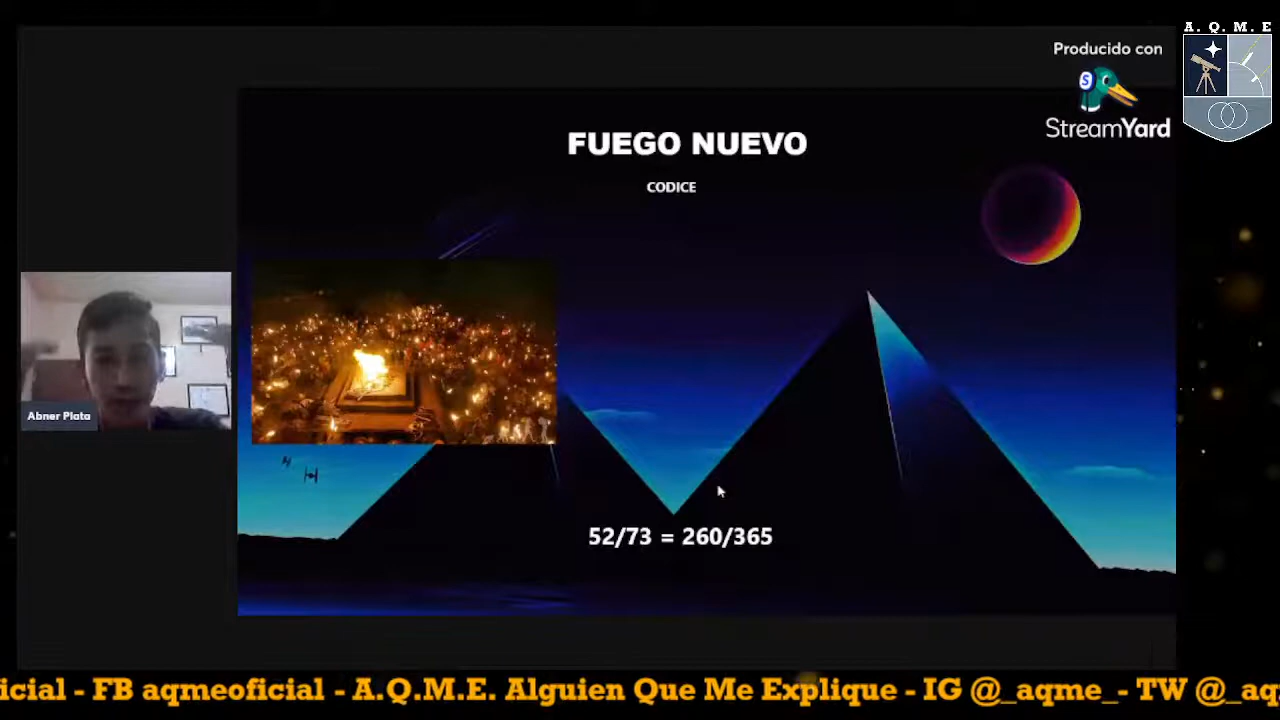 A. Q. M. E
Producido con
S
StreamYard
FUEGO NUEVO
CODICE
Abner Plata
52/73 = 260/365
icial - FB aqmeoficial - A.Q.M.E. Alguien Que Me Explique - IG @_aqme_- TW @_aq